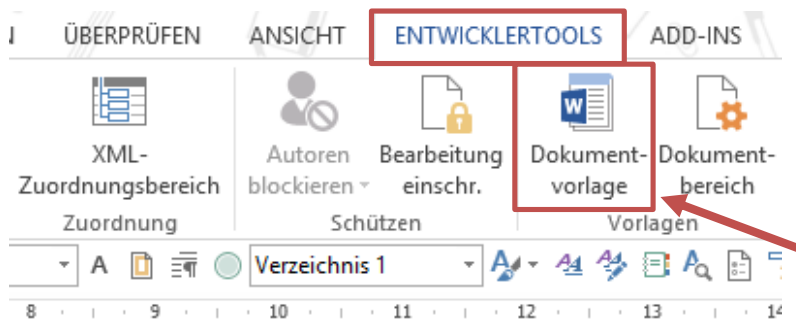 ÜBERPRÜFEN ANSICHT ENTWICKLERTOOLS ADD-INS
XML- Autoren Bearbeitung Dokument- Dokument-
Zuordnungsbereich blockieren einschr. vorlage bereich
Zuordnung Schützen Vorlagen
A Verzeichnis 1
8 9 10 11 12 13 14